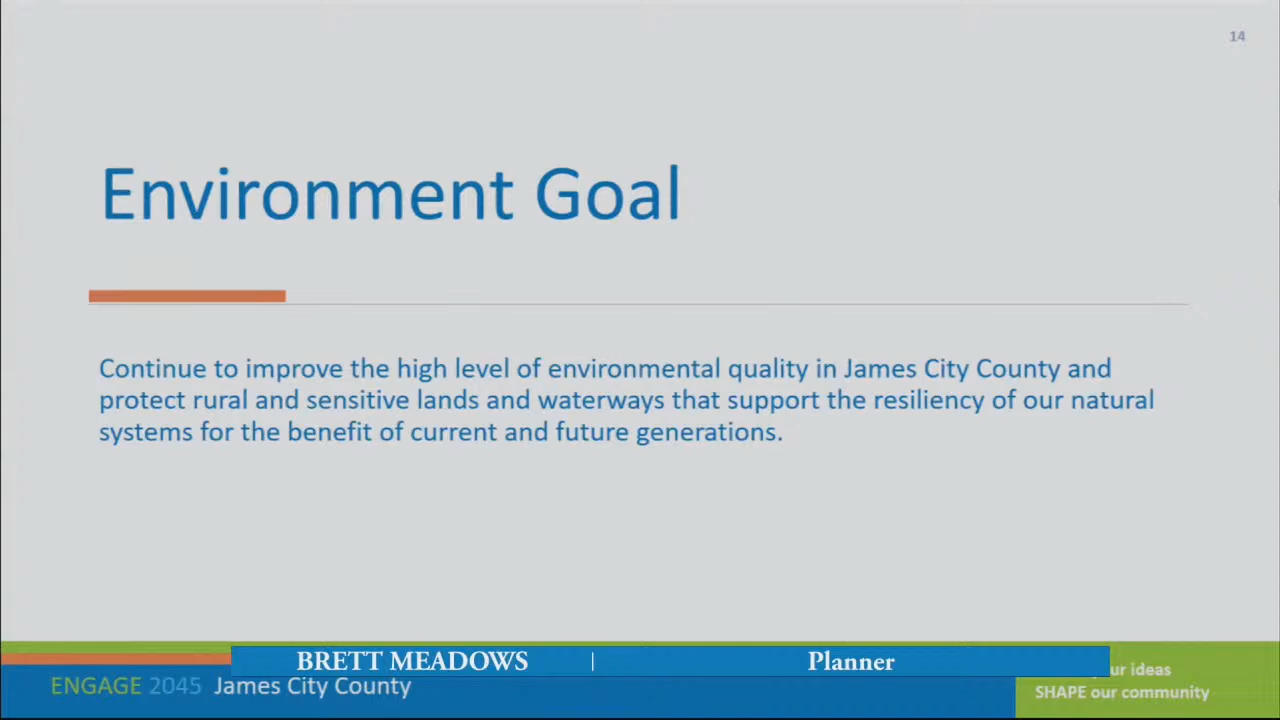 14
Environment Goal
Continue to improve the high level of environmental quality in James City County and
protect rural and sensitive lands and waterways that support the resiliency of our natural
systems for the benefit of current and future generations.
BRETT MEADOWS | Planner
ideas
ENGAGE 2045 James City County
SHAPE our community